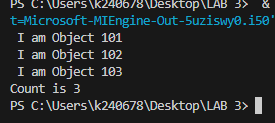 PS C:\Users\k240678\Desktop\LAB 3> &
t=Microsoft-MIEngine-Out-5uziswy0.i50'
I am Object 101
I am Object 102
I am Object 103
Count is 3
PS C:\Users\k240678\Desktop\LAB 3>